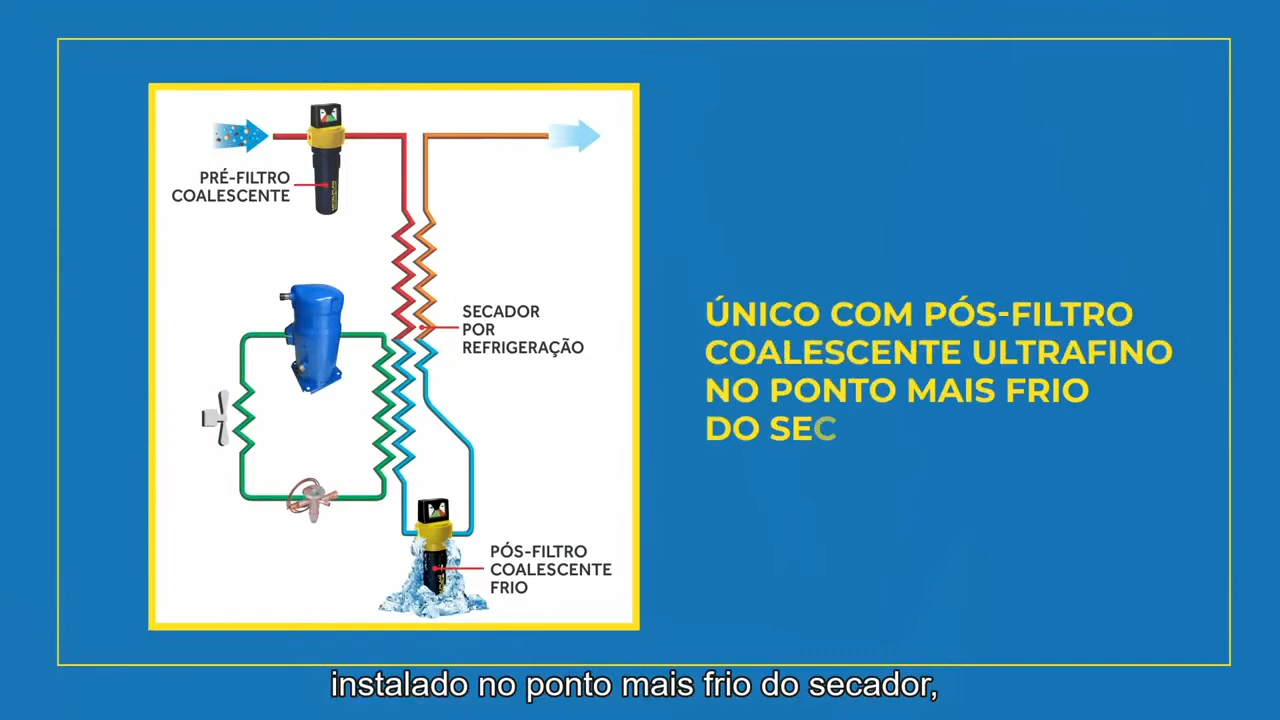 PRÉ-FILTRO
COALESCENTE
SECADOR
POR
REFRIGERAÇÃO
PÓS-FILTRO
COALESCENTE
FRIO
ÚNICO COM PÓS-FILTRO
COALESCENTE ULTRAFINO
NO PONTO MAIS FRIO
DO SEC
instalado no ponto mais frio do secador,